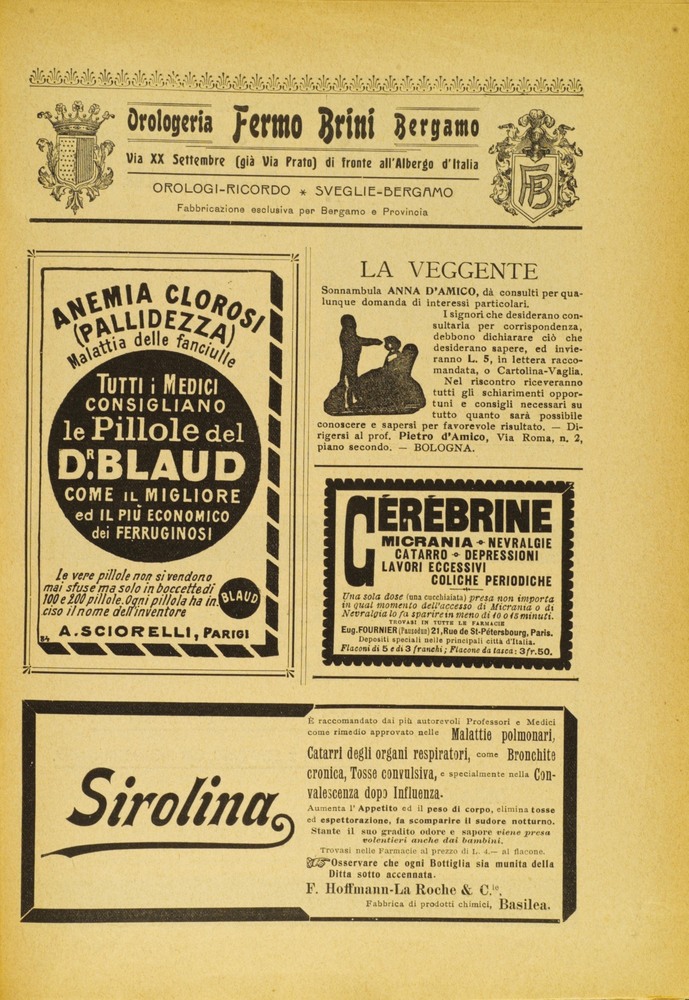 Orologeria Fermo Brini Bergamo
Via XX Settembre (già Via Prato) di fronte all'Albergo d'Italia
OROLOGI-RICORDO * SVEGLIE-BERGAMO
Fabbricazione esclusiva per Bergamo e Provincia
FB
ANEMIA CLOROSI
(PALLIDEZZA)
Malattia delle fanciulle
TUTTI i MEDICI
CONSIGLIANO
le Pillole del
DR. BLAUD
COME IL MIGLIORE
ed IL PIÙ ECONOMICO
dei FERRUGINOSI
Le vere pillole non si vendono
mai sfuse ma solo in boccette di
100 e 200 pillole. Ogni pillola ha in.
ciso il nome dell'inventore
BLAUD
A. SCIORELLI, PARIGI
84
LA VEGGENTE
Sonnambula ANNA D'AMICO, dà consulti per qua-
lunque domanda di interessi particolari.
I signori che desiderano con-
sultarla per corrispondenza,
debbono dichiarare ciò che
desiderano sapere, ed invie-
ranno L. 5, in lettera racco-
mandata, o Cartolina-Vaglia.
Nel riscontro riceveranno
tutti gli schiarimenti oppor-
tuni e consigli necessari su
tutto quanto sarà possibile
conoscere e sapersi per favorevole risultato. — Di-
rigersi al prof. Pietro d'Amico, Via Roma, n. 2,
piano secondo. — BOLOGNA.
CÉRÉBRINE
MICRANIA - NEVRALGIE
CATARRO - DEPRESSIONI
LAVORI ECCESSIVI
COLICHE PERIODICHE
Una sola dose (una cucchiaiata) presa non importa
in qual momento dell'accesso di Micrania o di
Nevralgia lo fa sparire in meno di 10 o 15 minuti.
TROVASI IN TUTTE LE FARMACIE
Eug. FOURNIER (Pausodun) 21, Rue de St-Pétersbourg, Paris.
Depositi speciali nelle principali città d'Italia.
Flaconi di 5 e di 3 franchi; Flacone da tasca: 3 fr. 50.
Sirolina
È raccomandato dai più autorevoli Professori e Medici
come rimedio approvato nelle Malattie polmonari,
Catarri degli organi respiratori, come Bronchite
cronica, Tosse convulsiva, e specialmente nella Con-
valescenza dopo Influenza.
Aumenta l'Appetito ed il peso di corpo, elimina tosse
ed espettorazione, fa scomparire il sudore notturno.
Stante il suo gradito odore e sapore viene presa
volentieri anche dai bambini.
Trovasi nelle Farmacie al prezzo di L. 4.— al flacone.
Osservare che ogni Bottiglia sia munita della
Ditta sotto accennata.
F. Hoffmann-La Roche & C.ie.
Fabbrica di prodotti chimici, Basilea.